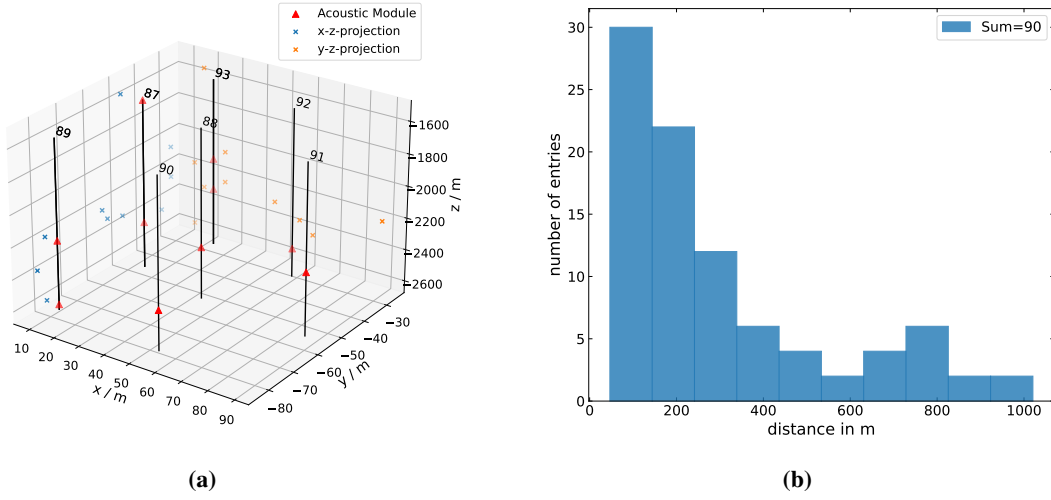 Acoustic Module
x-z-projection
y-z-projection
93
87
92
89
88
91
90
−1600
−1800
−2000
−2200
−2400
−2600
z / m
10
20
30
40
50
60
70
80
90
x / m
−80
−70
−60
−50
−40
−30
y / m
(a)
Sum=90
30
25
20
15
10
5
0
number of entries
0 200 400 600 800 1000
distance in m
(b)